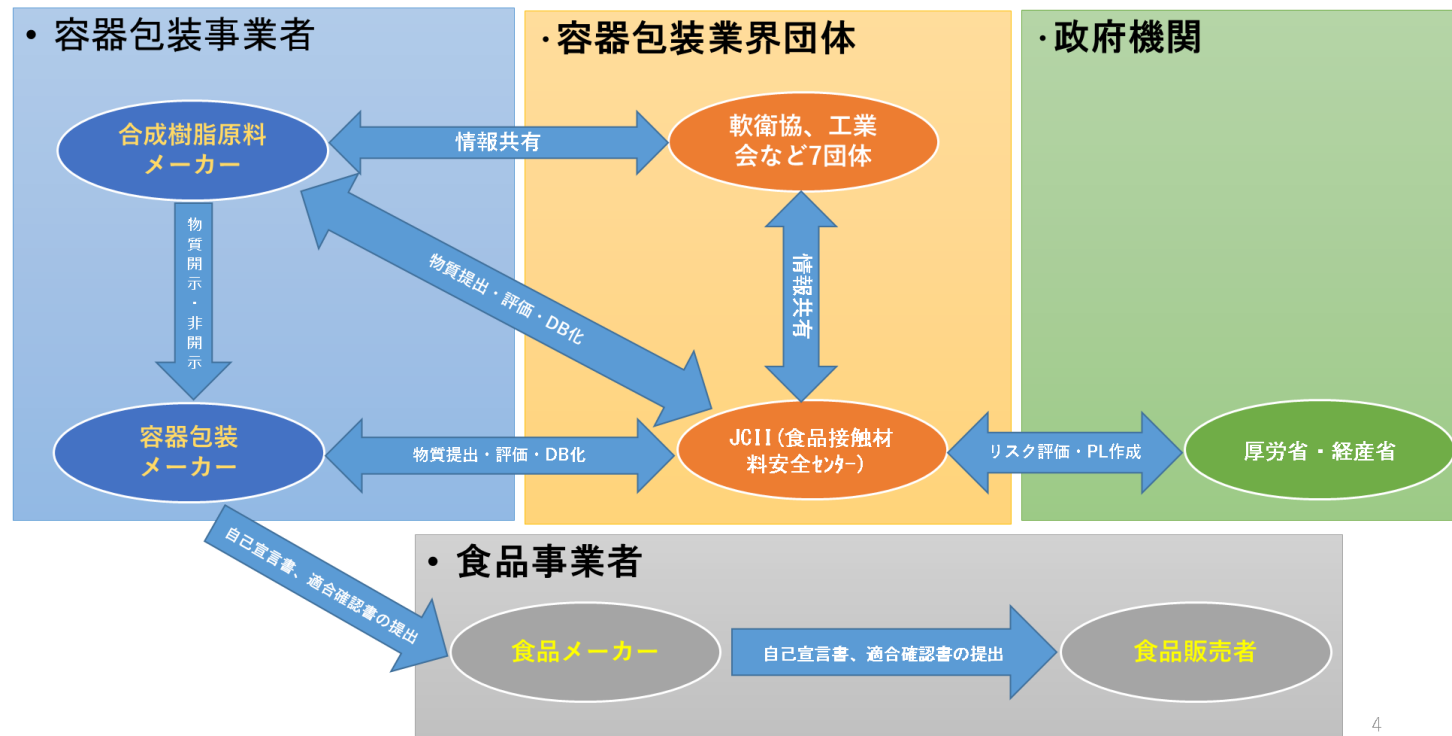 • 容器包装事業者
・容器包装業界団体
・政府機関
合成樹脂原料
メーカー
情報共有
軟衛協、工業
会など7団体
物質開示・非開示
物質提出・評価・DB化
情報共有
容器包装
メーカー
物質提出・評価・DB化
JCII(食品接触材
料安全ｾﾝﾀｰ)
リスク評価・PL作成
厚労省・経産省
自己宣言書、適合確認書の提出
• 食品事業者
食品メーカー
自己宣言書、適合確認書の提出
食品販売者
4